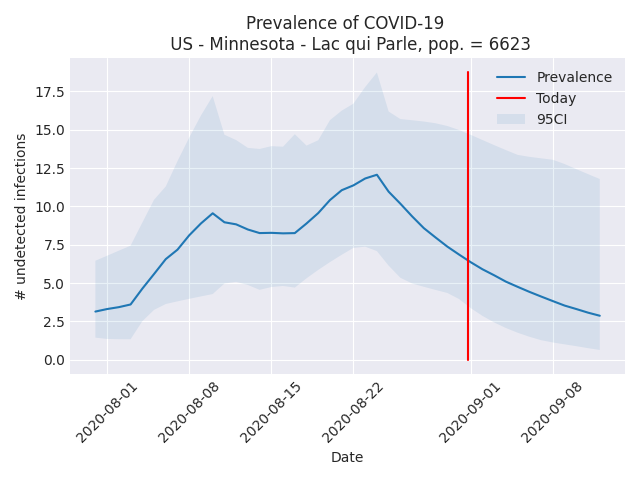 Prevalence of COVID-19
US - Minnesota - Lac qui Parle, pop. = 6623
Prevalence
Today
95CI
17.5
15.0
12.5
10.0
7.5
5.0
2.5
0.0
# undetected infections
2020-08-01
2020-08-08
2020-08-15
2020-08-22
2020-09-01
2020-09-08
Date